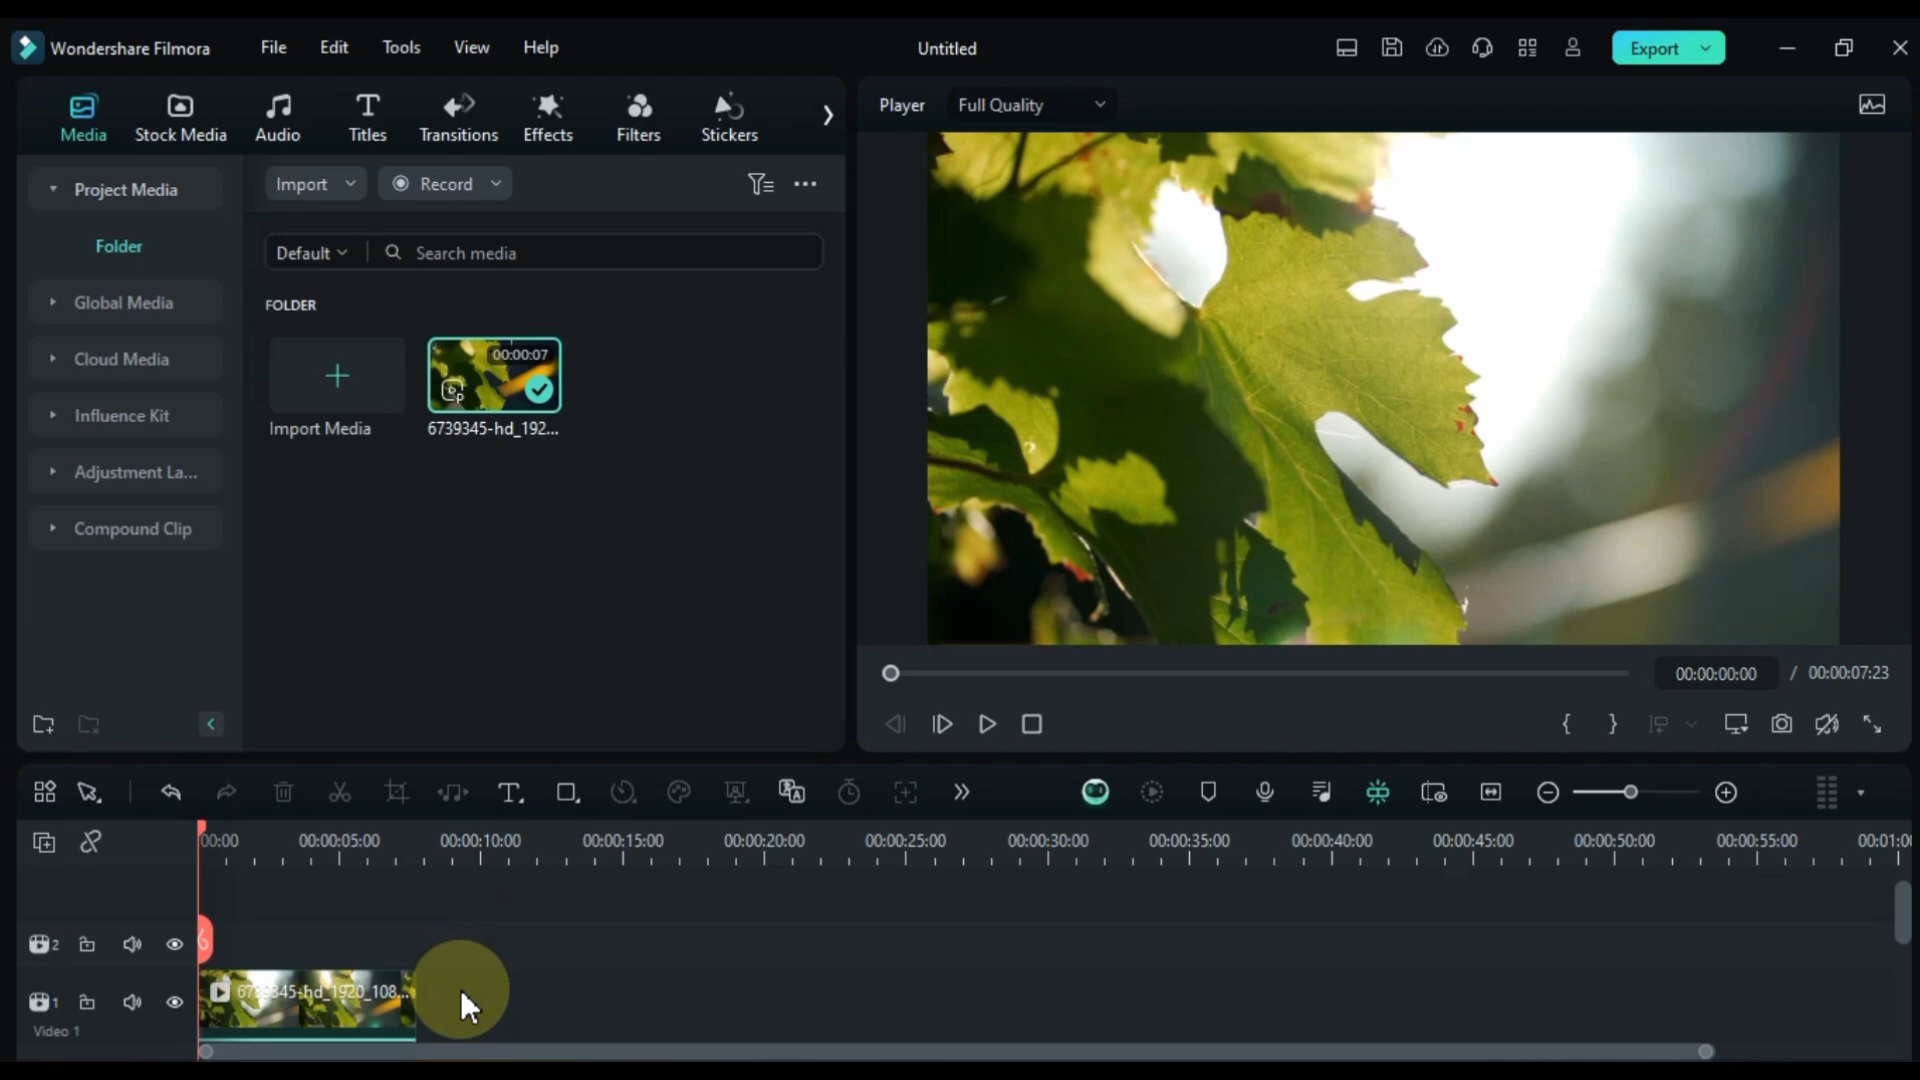 Wondershare Filmora File Edit Tools View Help Untitled Export
Media Stock Media Audio Titles Transitions Effects Filters Stickers
Player Full Quality
Project Media
Folder
Global Media
Cloud Media
Influence Kit
Adjustment La...
Compound Clip
Import Record
Default Search media
FOLDER
00:00:07
Import Media 6739345-hd_192...
00:00:00:00 / 00:00:07:23
00:00 00:00:05:00 00:00:10:00 00:00:15:00 00:00:20:00 00:00:25:00 00:00:30:00 00:00:35:00 00:00:40:00 00:00:45:00 00:00:50:00 00:00:55:00 00:01:0
2
1 6739345-hd_1920_108...
Video 1